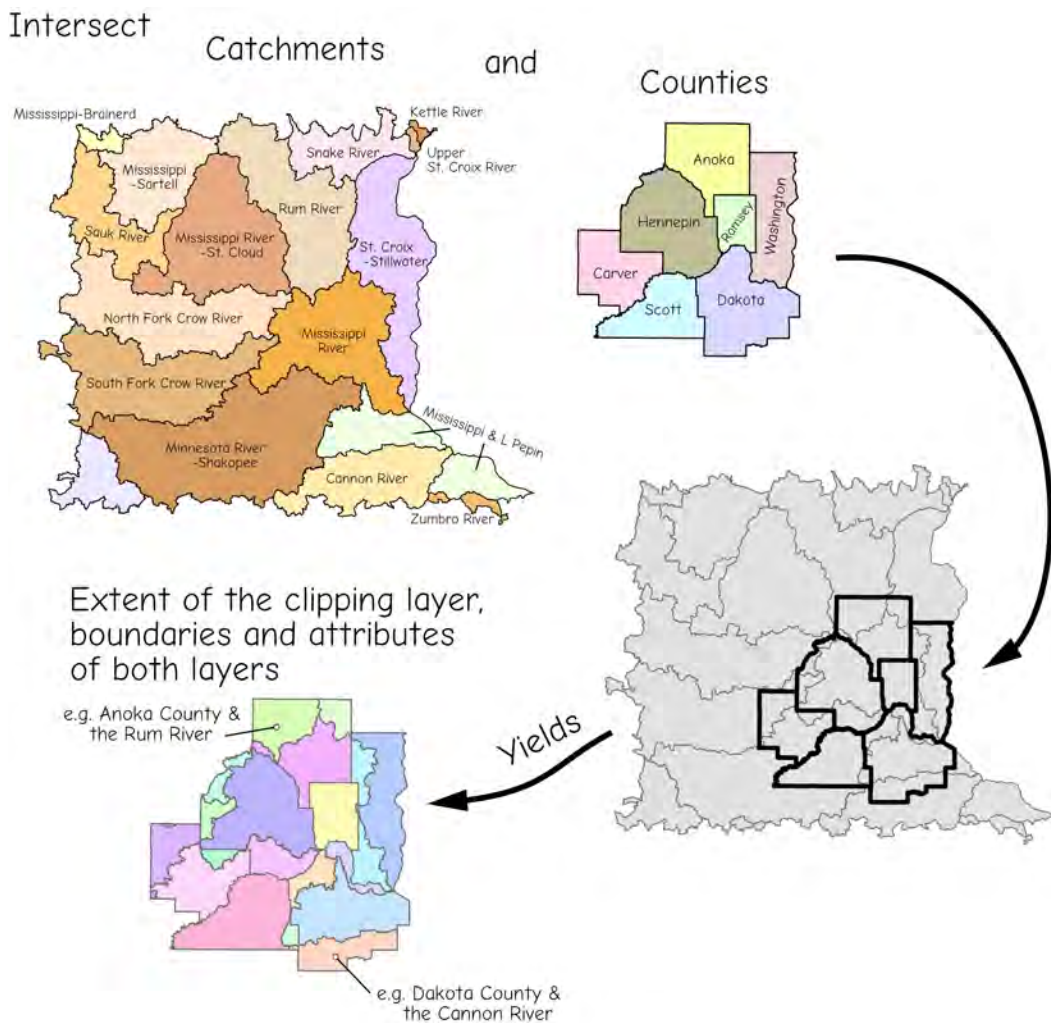 Intersect
Catchments
and
Counties
Mississippi-Brainerd
Kettle River
Snake River
Upper
St. Croix River
Mississippi
-Sartell
Rum River
Sauk River
Mississippi River
-St. Cloud
St. Croix
-Stillwater
North Fork Crow River
Mississippi
River
South Fork Crow River
Minnesota River
-Shakopee
Mississippi & L Pepin
Cannon River
Zumbro River
Anoka
Hennepin
Ramsey
Washington
Carver
Scott
Dakota
Extent of the clipping layer,
boundaries and attributes
of both layers
e.g. Anoka County &
the Rum River
Yields
e.g. Dakota County &
the Cannon River